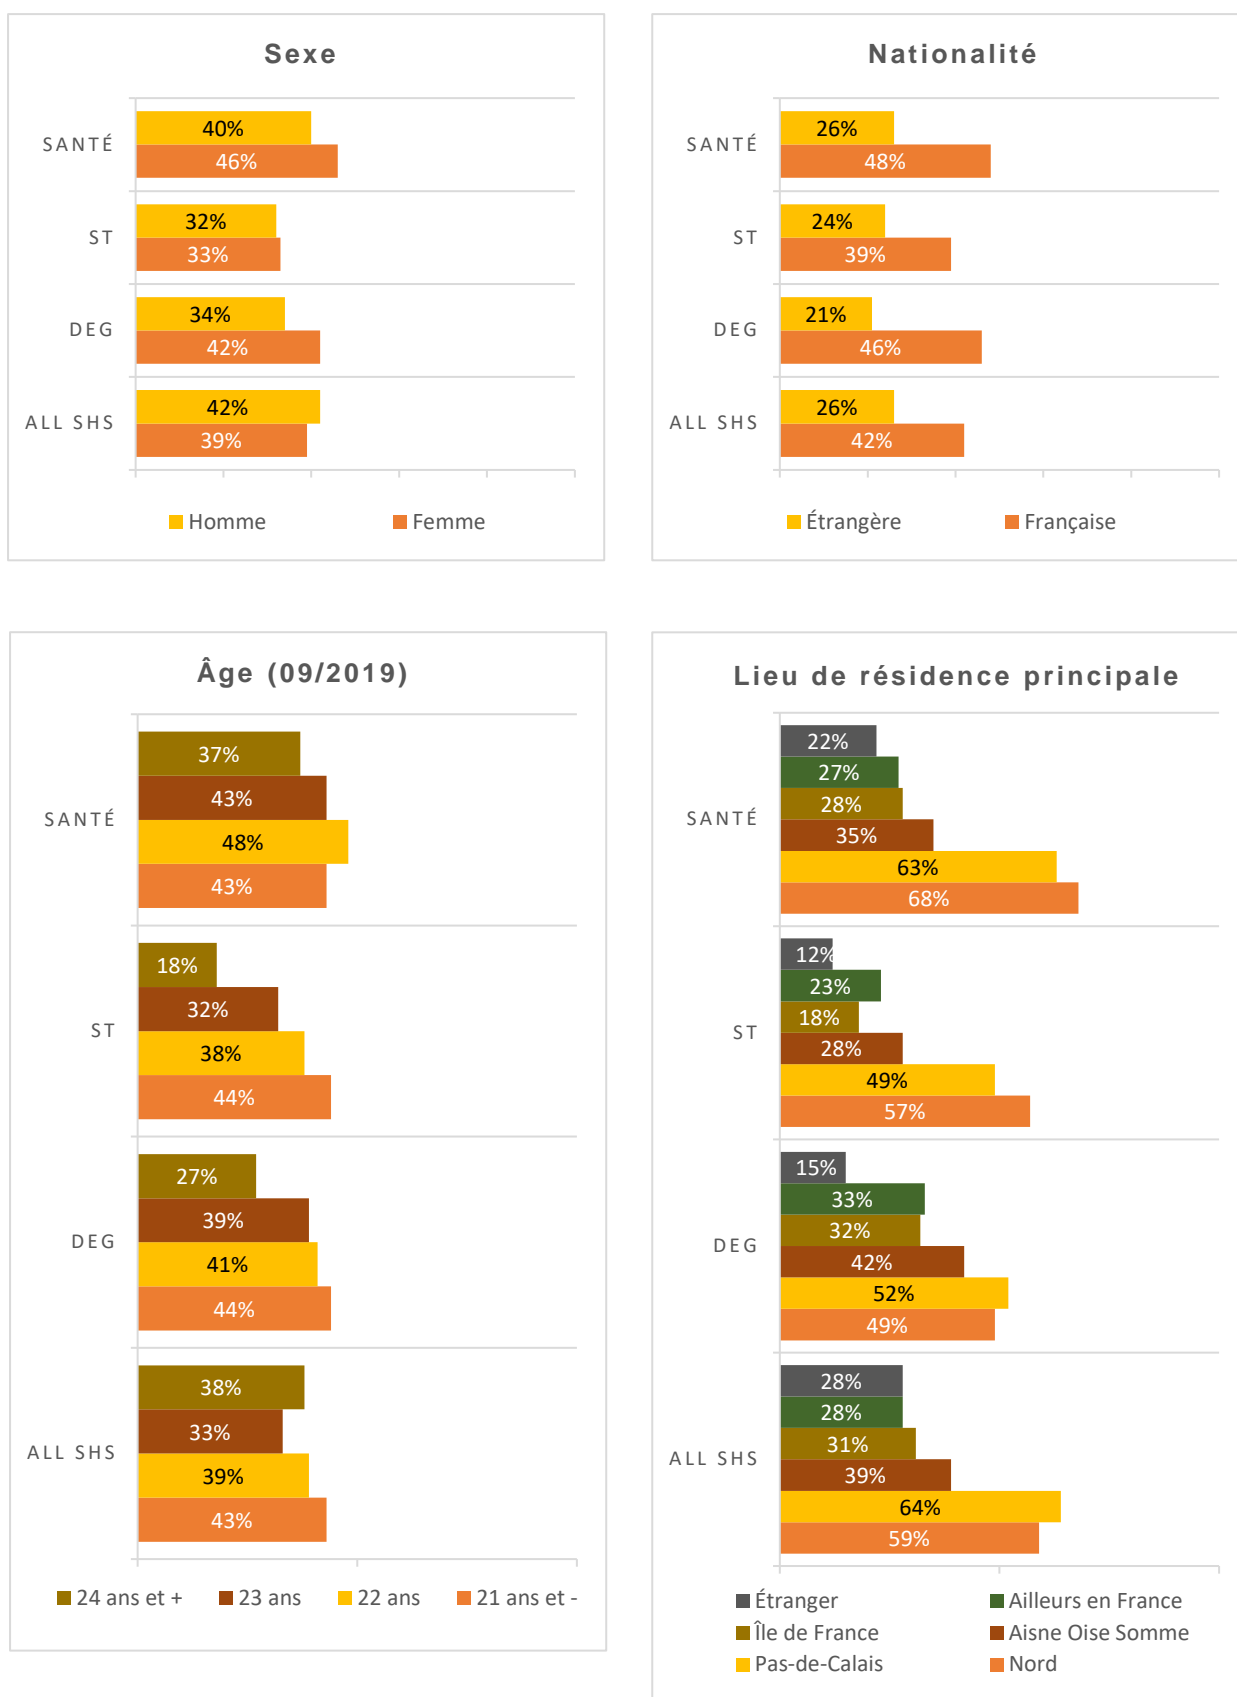 Sexe
SANTÉ
40%
46%
ST
32%
33%
DEG
34%
42%
ALL SHS
42%
39%
Homme Femme
Nationalité
SANTÉ
26%
48%
ST
24%
39%
DEG
21%
46%
ALL SHS
26%
42%
Étrangère Française
Âge (09/2019)
SANTÉ
37%
43%
48%
43%
ST
18%
32%
38%
44%
DEG
27%
39%
41%
44%
ALL SHS
38%
33%
39%
43%
24 ans et + 23 ans 22 ans 21 ans et -
Lieu de résidence principale
SANTÉ
22%
27%
28%
35%
63%
68%
ST
12%
23%
18%
28%
49%
57%
DEG
15%
33%
32%
42%
52%
49%
ALL SHS
28%
28%
31%
39%
64%
59%
Étranger Ailleurs en France
Île de France Aisne Oise Somme
Pas-de-Calais Nord